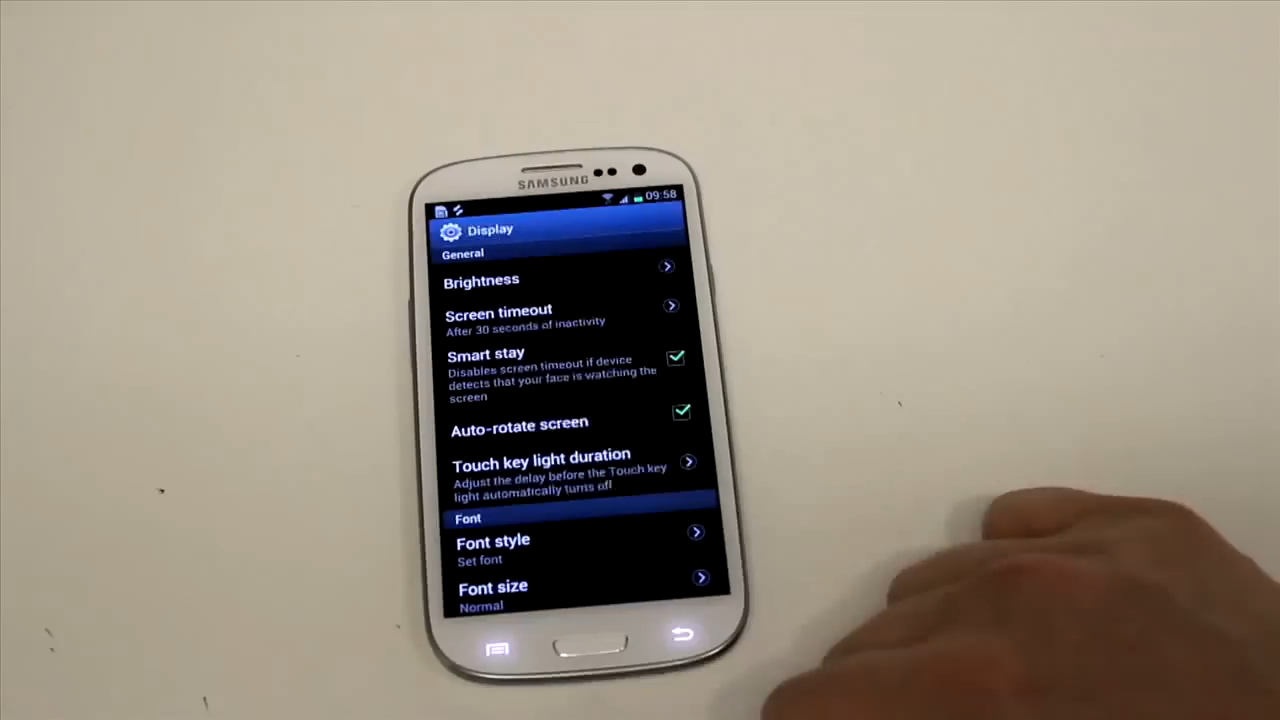 SAMSUNG
09:58
Display
General
Brightness
Screen timeout
After 30 seconds of inactivity
Smart stay
Disables screen timeout if device
detects that your face is watching the
screen
Auto-rotate screen
Touch key light duration
Adjust the delay before the Touch key
light automatically turns off
Font
Font style
Set font
Font size
Normal